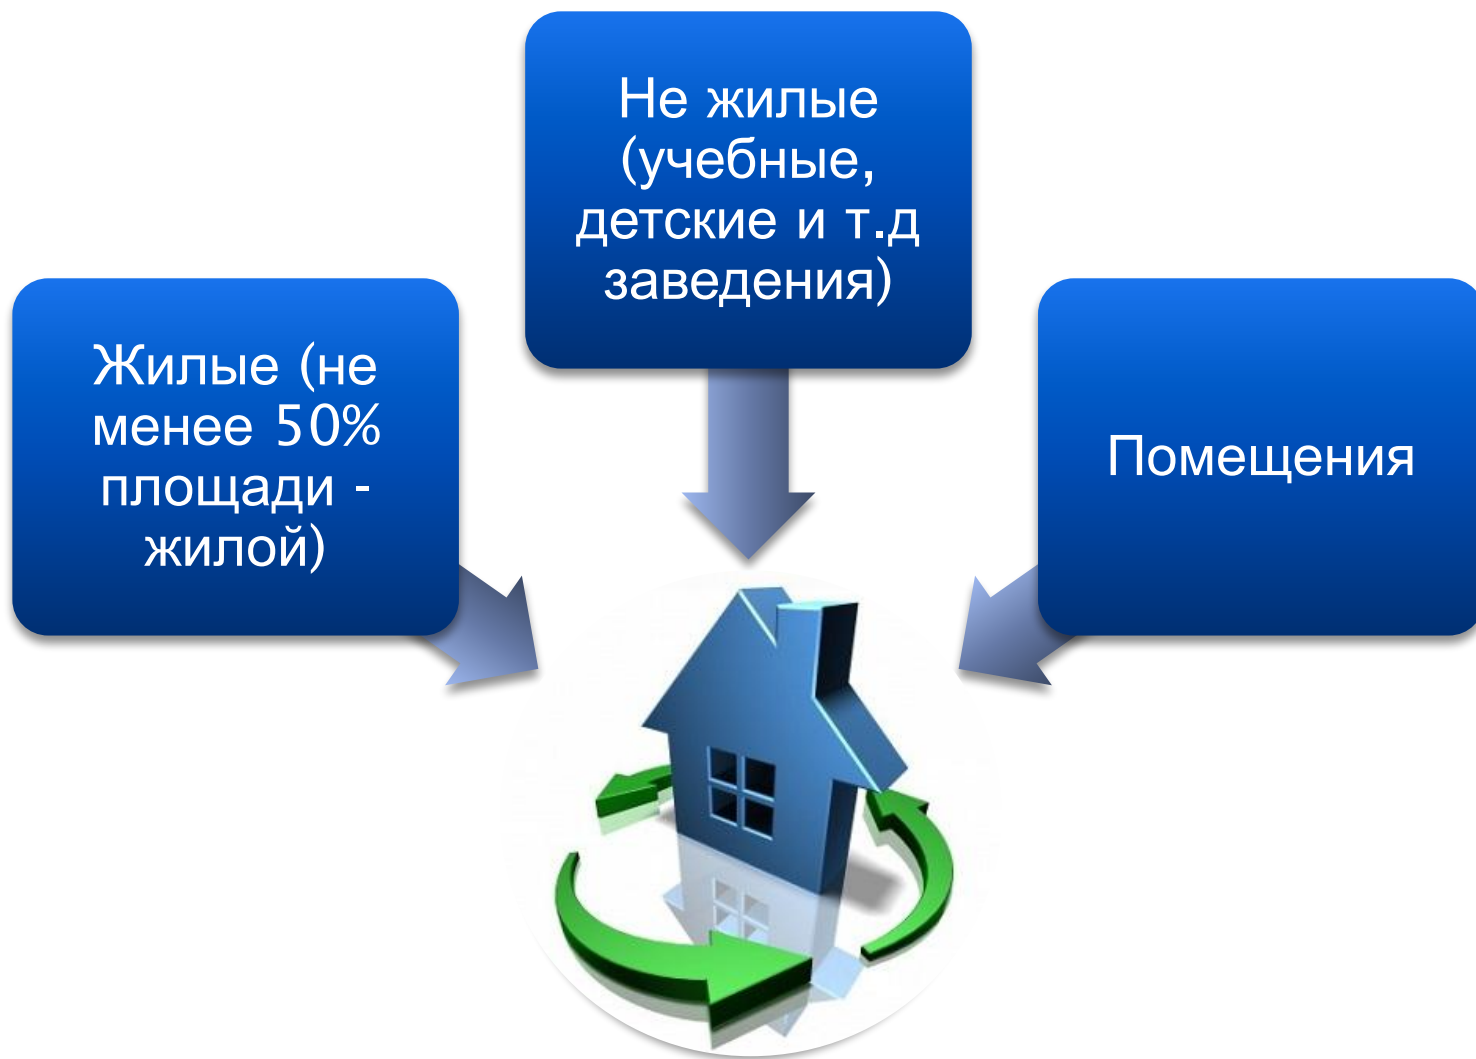 Не жилые
(учебные,
детские и т.д
заведения)
Жилые (не
менее 50%
площади -
жилой)
Помещения